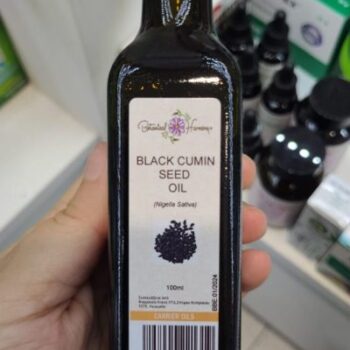 Botanical Harmony
BLACK CUMIN
SEED
OIL
(Nigella Sativa)
100ml
BBE 01/2024
CARRIER OILS